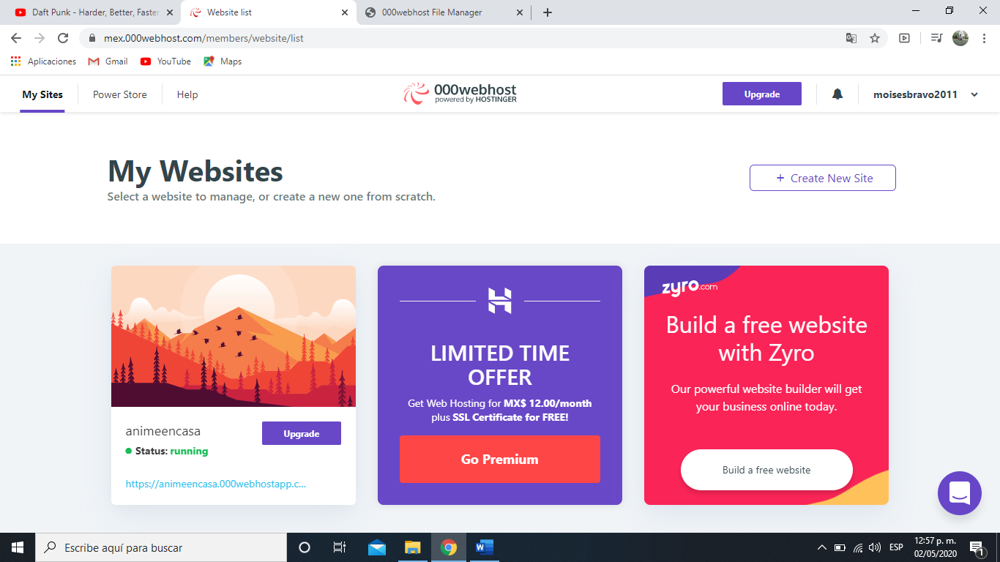 Daft Punk - Harder, Better, Faster
Website list
000webhost File Manager
mex.000webhost.com/members/website/list
Aplicaciones
Gmail
YouTube
Maps
My Sites
Power Store
Help
000webhost
powered by HOSTINGER
Upgrade
moisesbravo2011
My Websites
Select a website to manage, or create a new one from scratch.
+ Create New Site
animeencasa
Upgrade
Status: running
https://animeencasa.000webhostapp.c...
LIMITED TIME
OFFER
Get Web Hosting for MX$ 12.00/month
plus SSL Certificate for FREE!
Go Premium
zyro.com
Build a free website
with Zyro
Our powerful website builder will get
your business online today.
Build a free website
Escribe aquí para buscar
ESP
12:57 p. m.
02/05/2020
1